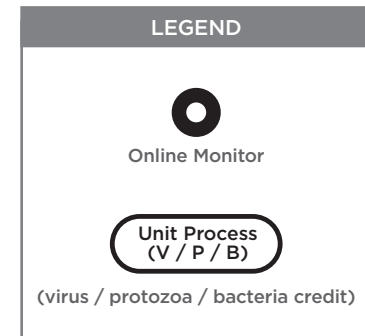 LEGEND
Online Monitor
Unit Process
(V / P / B)
(virus / protozoa / bacteria credit)